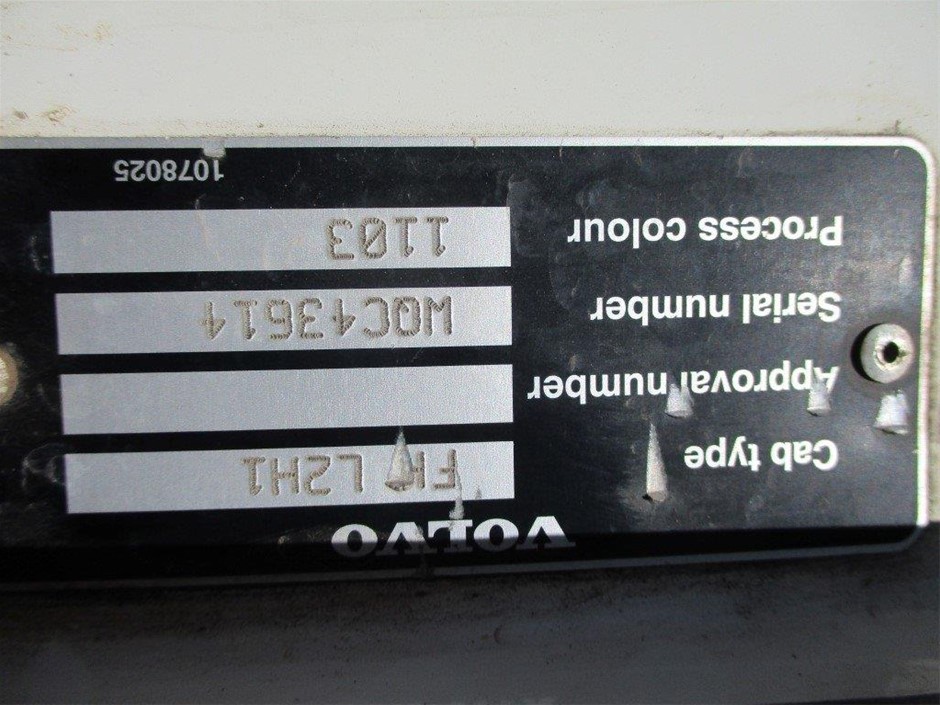 VOLVO
Cab type L2H1
Approval number
Serial number WQC43614
Process colour 1103
1078025